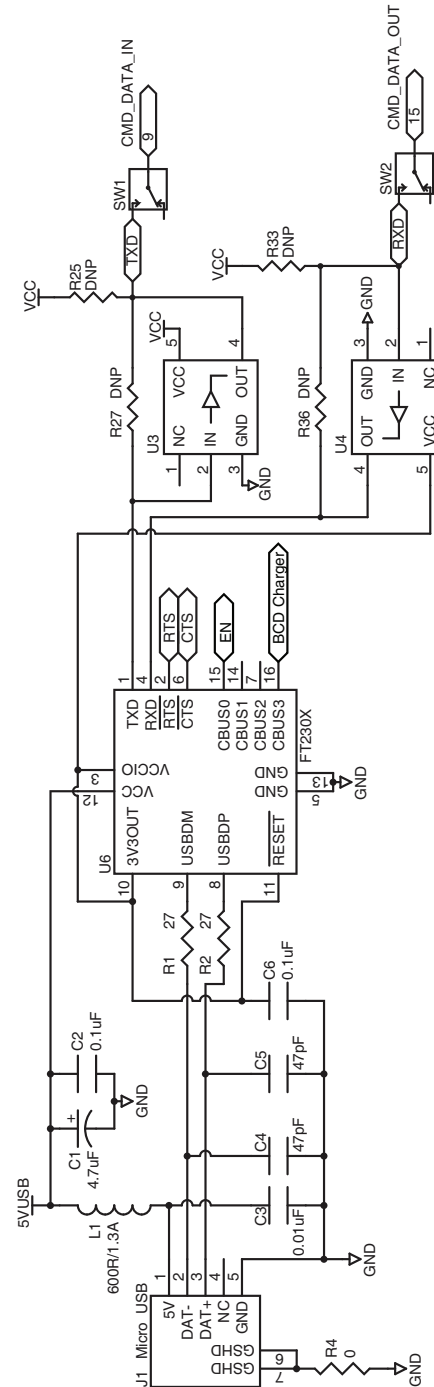 J1 Micro USB
5V
DAT-
DAT+
NC
GND
GSHD
GSHD
1
2
3
4
5
6
7
R4
0
GND
5VUSB
L1
600R/1.3A
C1
+
4.7uF
C2
0.1uF
GND
C3
0.01uF
C4
47pF
C5
47pF
C6
0.1uF
GND
R1
27
R2
27
U6
10
9
8
11
12
3
3V3OUT
USBDM
USBDP
RESET
VCC
VCCIO
TXD
RXD
RTS
CTS
CBUS0
CBUS1
CBUS2
CBUS3
GND
GND
5
13
GND
FT230X
1
4
2
6
15
14
7
16
RTS
CTS
EN
BCD Charger
R27 DNP
U3
NC
IN
GND
VCC
OUT
1
2
3
5
4
GND
VCC
VCC
R25
DNP
TXD
SW1
9
CMD_DATA_IN
R36 DNP
U4
OUT
VCC
GND
IN
NC
4
5
3
2
1
GND
VCC
R33
DNP
RXD
SW2
15
CMD_DATA_OUT